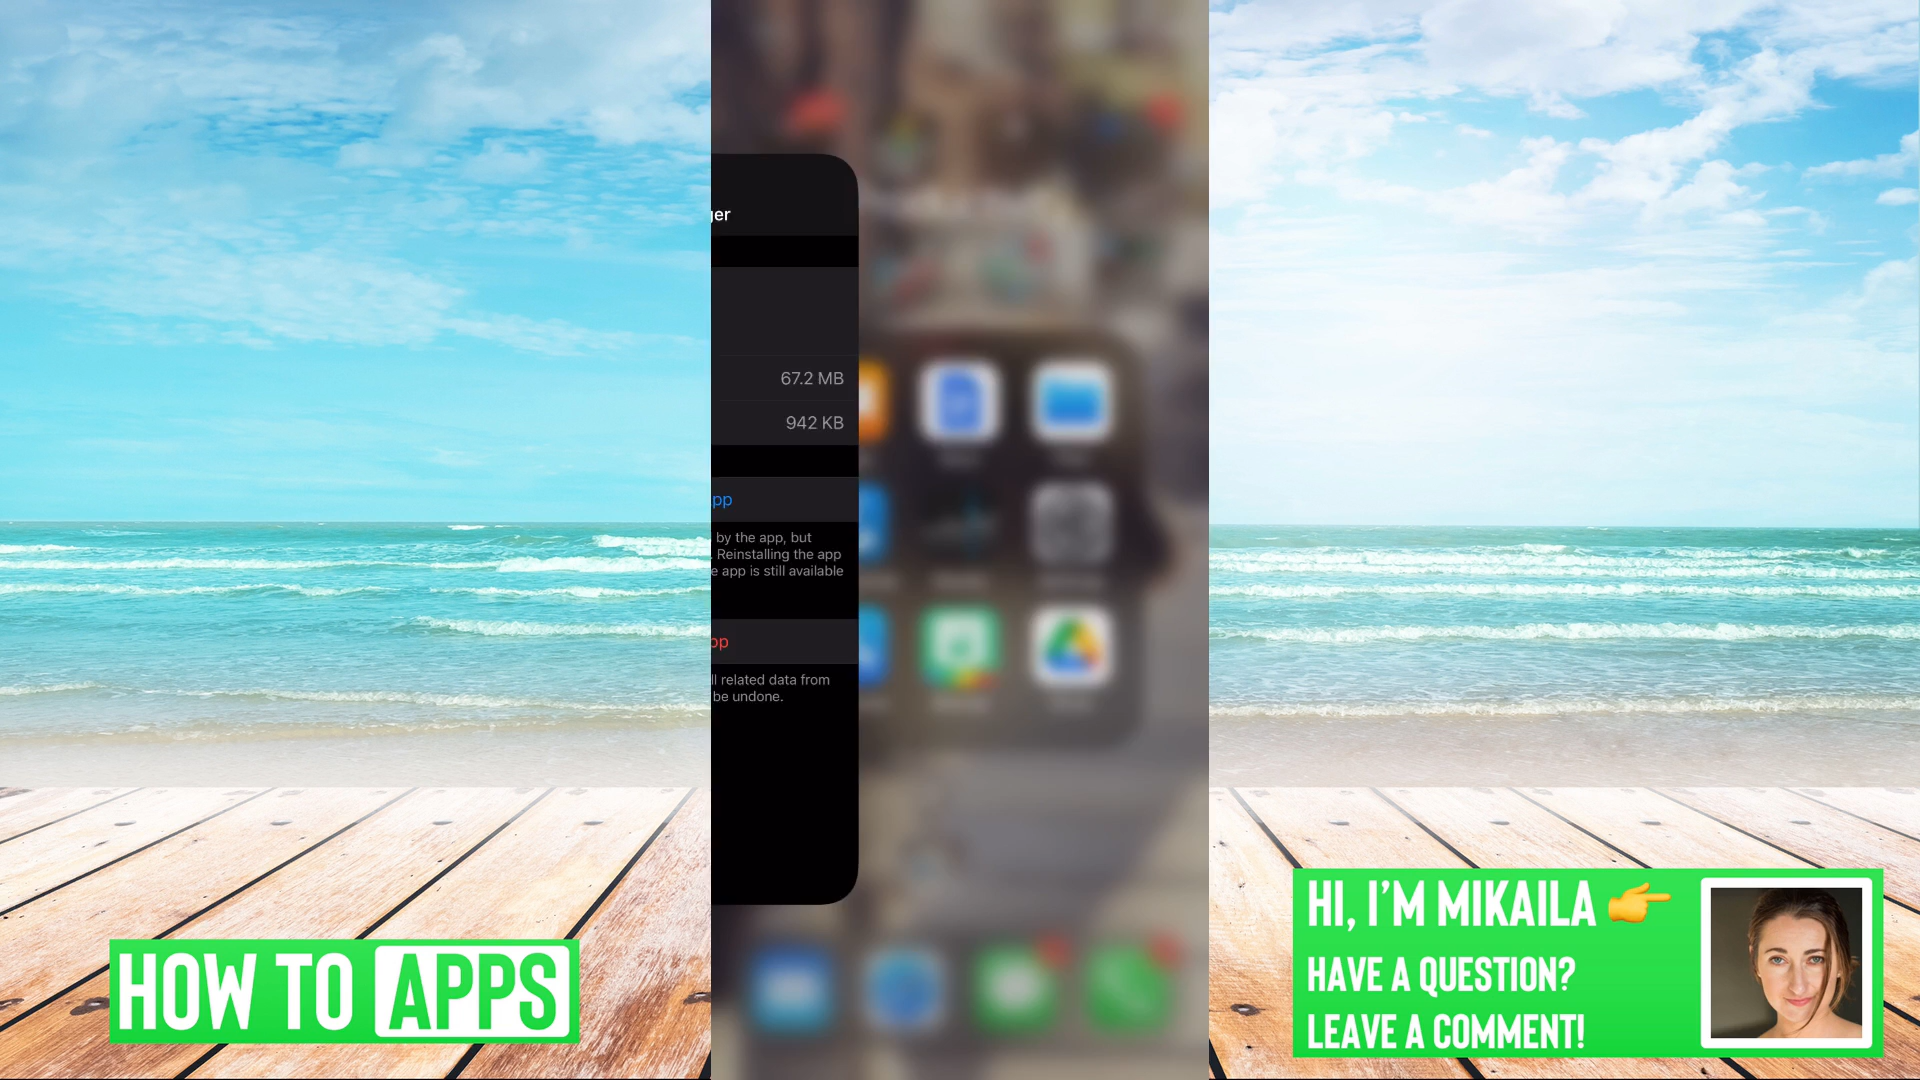 ger
67.2 MB
942 KB
pp
by the app, but
. Reinstalling the app
e app is still available
pp
ll related data from
be undone.
HOW TO APPS
HI, I'M MIKAILA 👉
HAVE A QUESTION?
LEAVE A COMMENT!